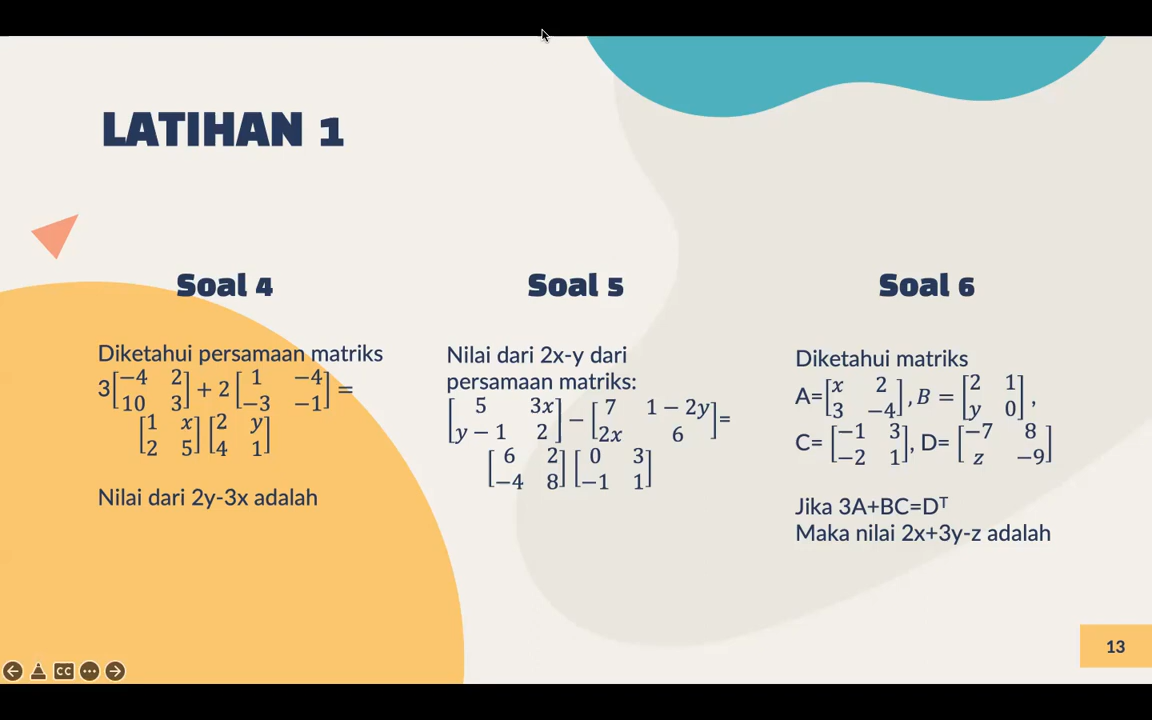 LATIHAN 1
Soal 4
Diketahui persamaan matriks
3[−4 2; 10 3] + 2 [1 −4; −3 −1] =
[1 x; 2 5] [2 y; 4 1]
Nilai dari 2y-3x adalah
Soal 5
Nilai dari 2x-y dari
persamaan matriks:
[5 3x; y − 1 2] − [7 1 − 2y; 2x 6]=
[6 2; −4 8] [0 3; −1 1]
Soal 6
Diketahui matriks
A=[x 2; 3 −4], B = [2 1; y 0] ,
C= [−1 3; −2 1], D= [−7 8; z −9]
Jika 3A+BC=Dᵀ
Maka nilai 2x+3y-z adalah
13
CC